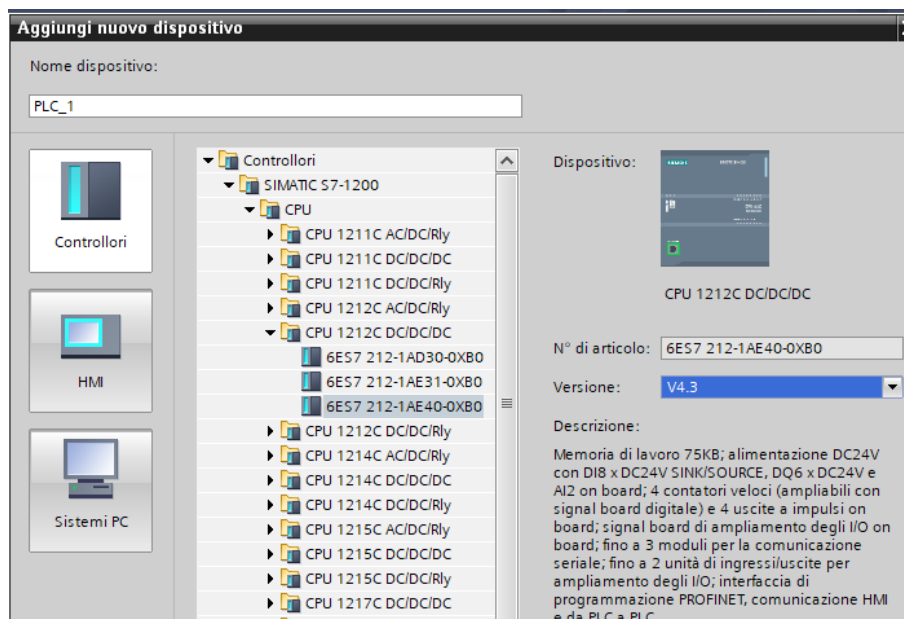 Aggiungi nuovo dispositivo
Nome dispositivo:
PLC_1
Controllori
HMI
Sistemi PC
Controllori
SIMATIC S7-1200
CPU
CPU 1211C AC/DC/Rly
CPU 1211C DC/DC/DC
CPU 1211C DC/DC/Rly
CPU 1212C AC/DC/Rly
CPU 1212C DC/DC/DC
6ES7 212-1AD30-0XB0
6ES7 212-1AE31-0XB0
6ES7 212-1AE40-0XB0
CPU 1212C DC/DC/Rly
CPU 1214C AC/DC/Rly
CPU 1214C DC/DC/DC
CPU 1214C DC/DC/Rly
CPU 1215C AC/DC/Rly
CPU 1215C DC/DC/DC
CPU 1215C DC/DC/Rly
CPU 1217C DC/DC/DC
Dispositivo:
SIEMENS
CPU 1212C DC/DC/DC
N° di articolo: 6ES7 212-1AE40-0XB0
Versione: V4.3
Descrizione:
Memoria di lavoro 75KB; alimentazione DC24V
con DI8 x DC24V SINK/SOURCE, DQ6 x DC24V e
AI2 on board; 4 contatori veloci (ampliabili con
signal board digitale) e 4 uscite a impulsi on
board; signal board di ampliamento degli I/O on
board; fino a 3 moduli per la comunicazione
seriale; fino a 2 unità di ingressi/uscite per
ampliamento degli I/O; interfaccia di
programmazione PROFINET, comunicazione HMI
e da PLC a PLC